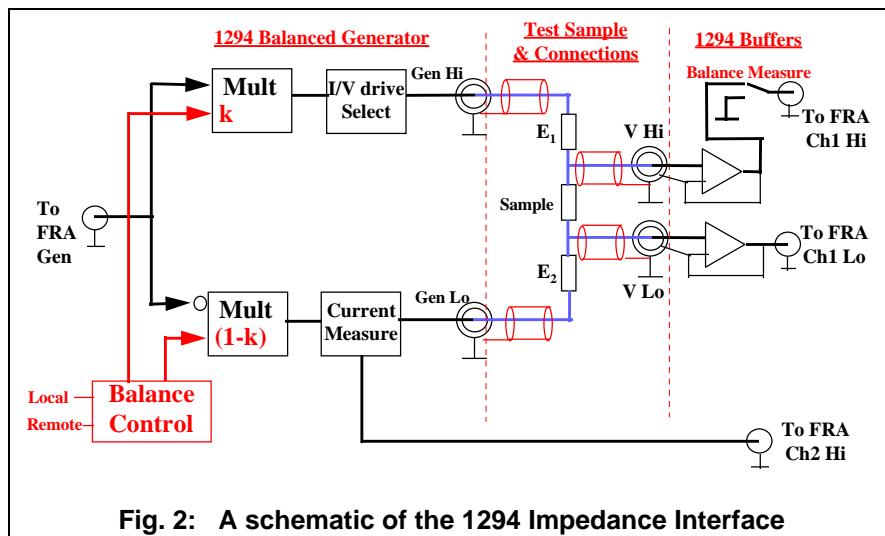 1294 Balanced Generator
Test Sample
& Connections
1294 Buffers
Balance Measure
Mult
k
I/V drive
Select
Gen Hi
To FRA
Ch1 Hi
E1
V Hi
Sample
To
FRA
Gen
To FRA
Ch1 Lo
E2
V Lo
Mult
(1-k)
Current
Measure
Gen Lo
Local
Remote
Balance
Control
To FRA
Ch2 Hi
Fig. 2: A schematic of the 1294 Impedance Interface